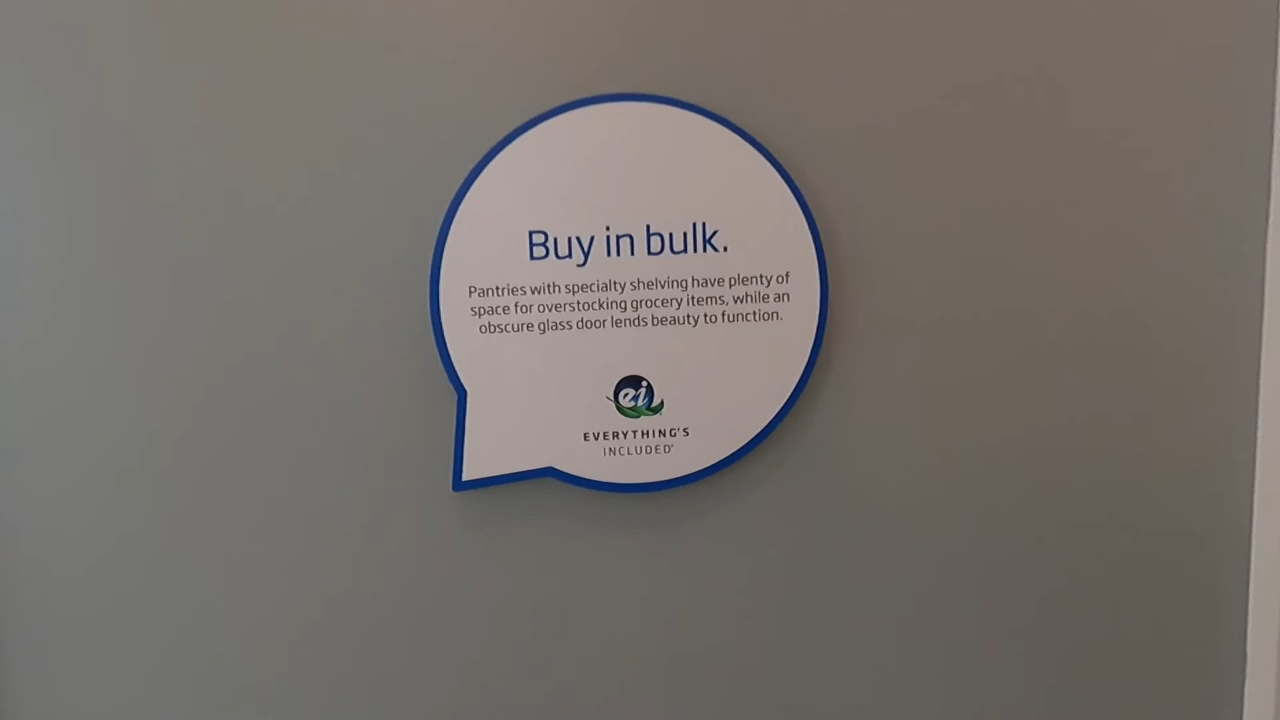 Buy in bulk.
Pantries with specialty shelving have plenty of
space for overstocking grocery items, while an
obscure glass door lends beauty to function.
ei
EVERYTHING'S
INCLUDED®